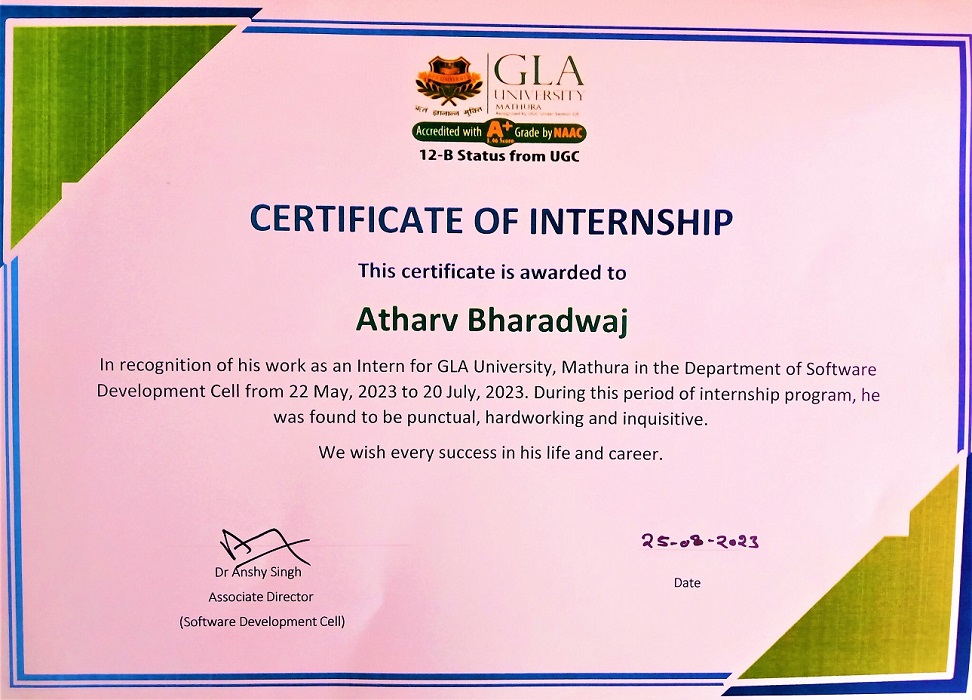 GLA
UNIVERSITY
MATHURA
Accredited with A+ Grade by NAAC
12-B Status from UGC
CERTIFICATE OF INTERNSHIP
This certificate is awarded to
Atharv Bharadwaj
In recognition of his work as an Intern for GLA University, Mathura in the Department of Software
Development Cell from 22 May, 2023 to 20 July, 2023. During this period of internship program, he
was found to be punctual, hardworking and inquisitive.
We wish every success in his life and career.
25-08-2023
Dr Anshy Singh
Date
Associate Director
(Software Development Cell)